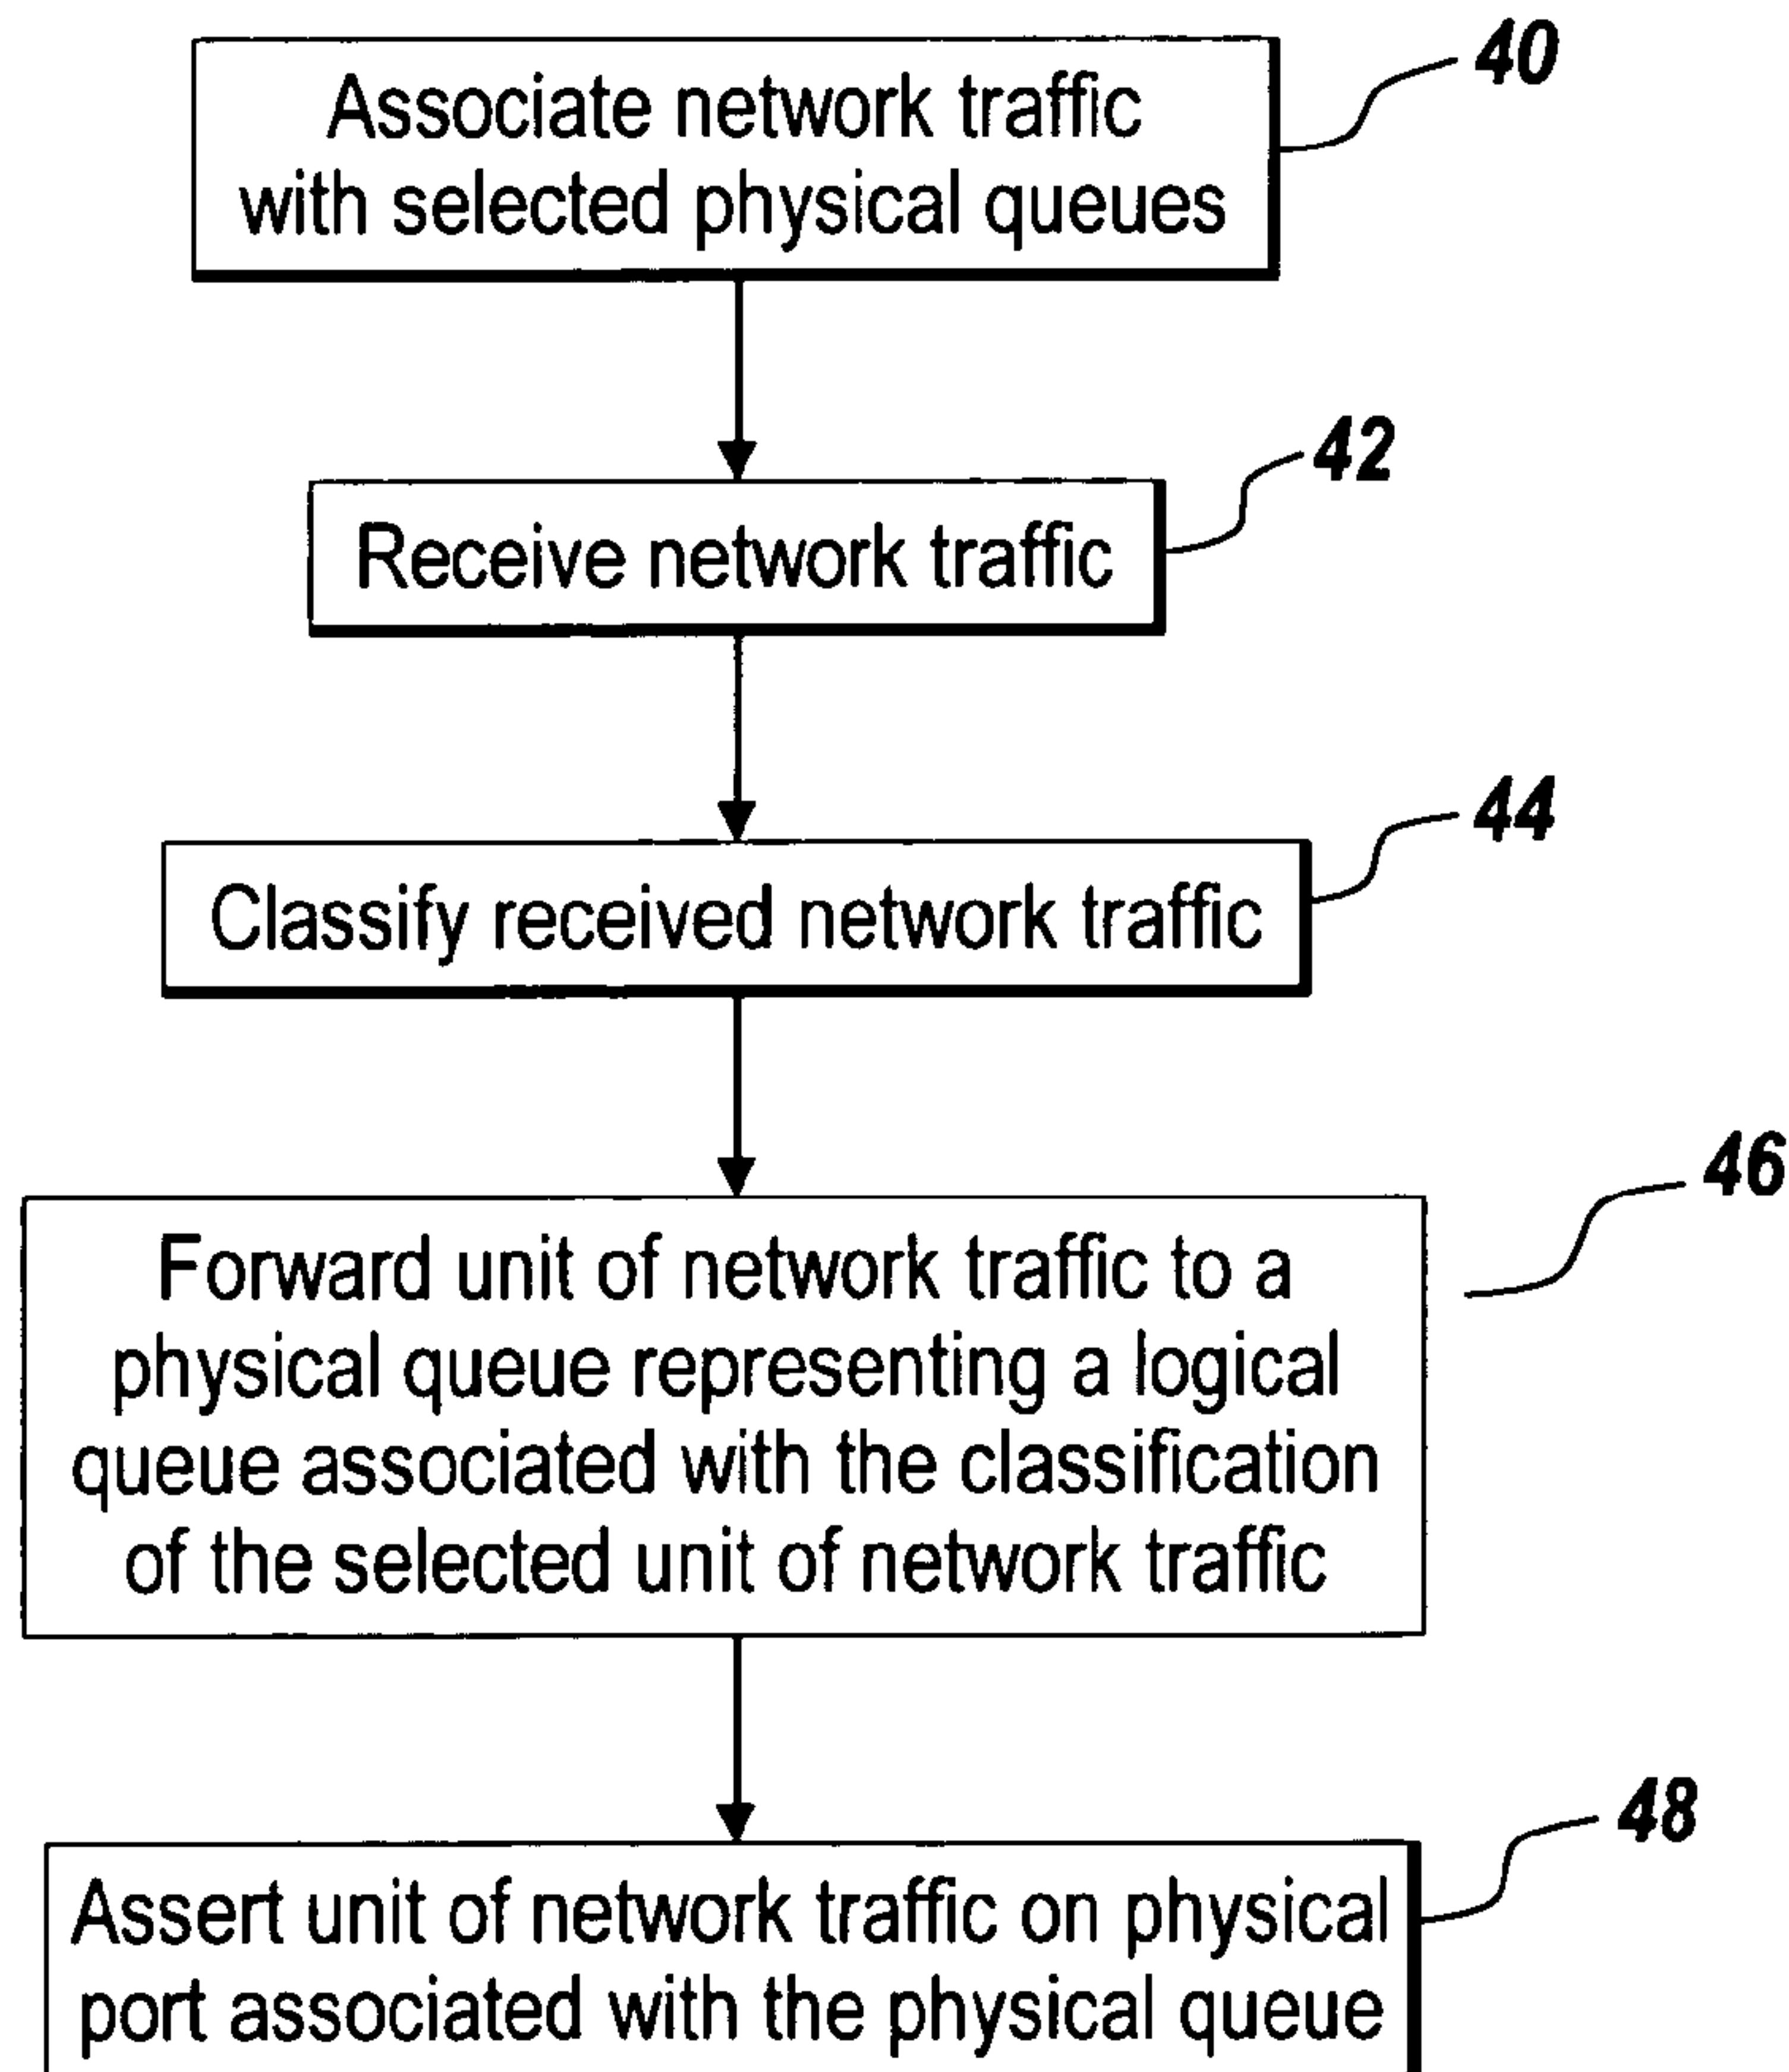 40
Associate network traffic
with selected physical queues
42
Receive network traffic
44
Classify received network traffic
46
Forward unit of network traffic to a
physical queue representing a logical
queue associated with the classification
of the selected unit of network traffic
48
Assert unit of network traffic on physical
port associated with the physical queue